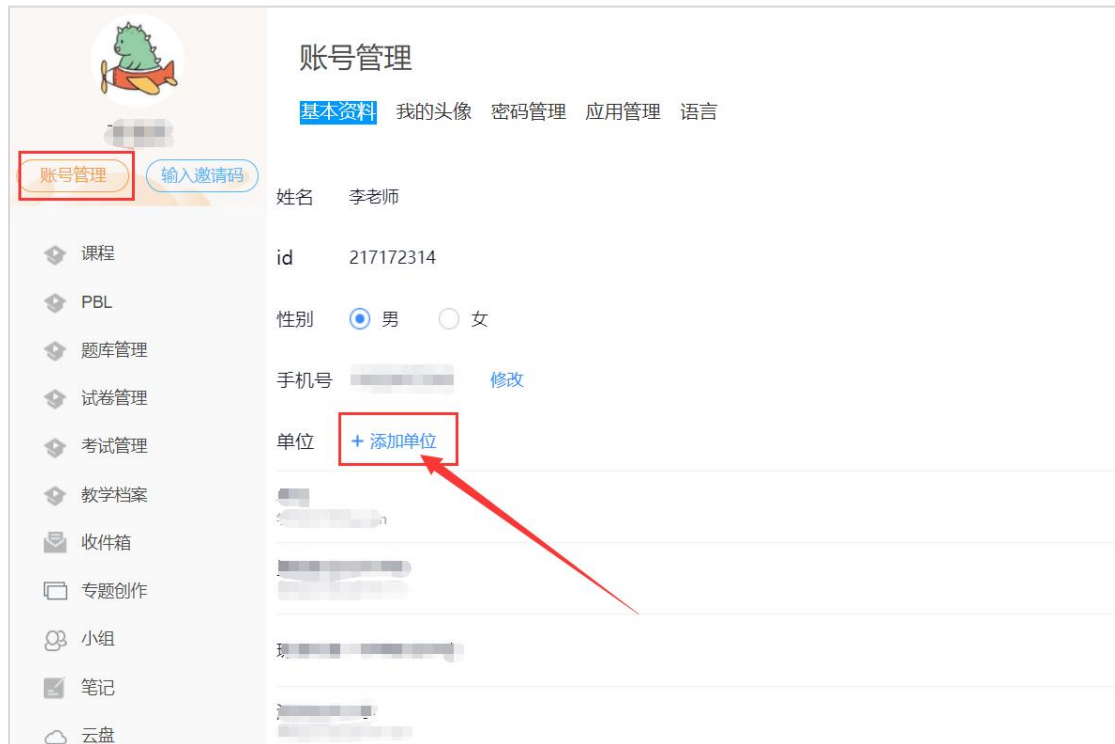 账号管理
基本资料 我的头像 密码管理 应用管理 语言
账号管理 输入邀请码
姓名 李老师
id 217172314
性别 男 女
手机号 修改
单位 + 添加单位
课程
PBL
题库管理
试卷管理
考试管理
教学档案
收件箱
专题创作
小组
笔记
云盘